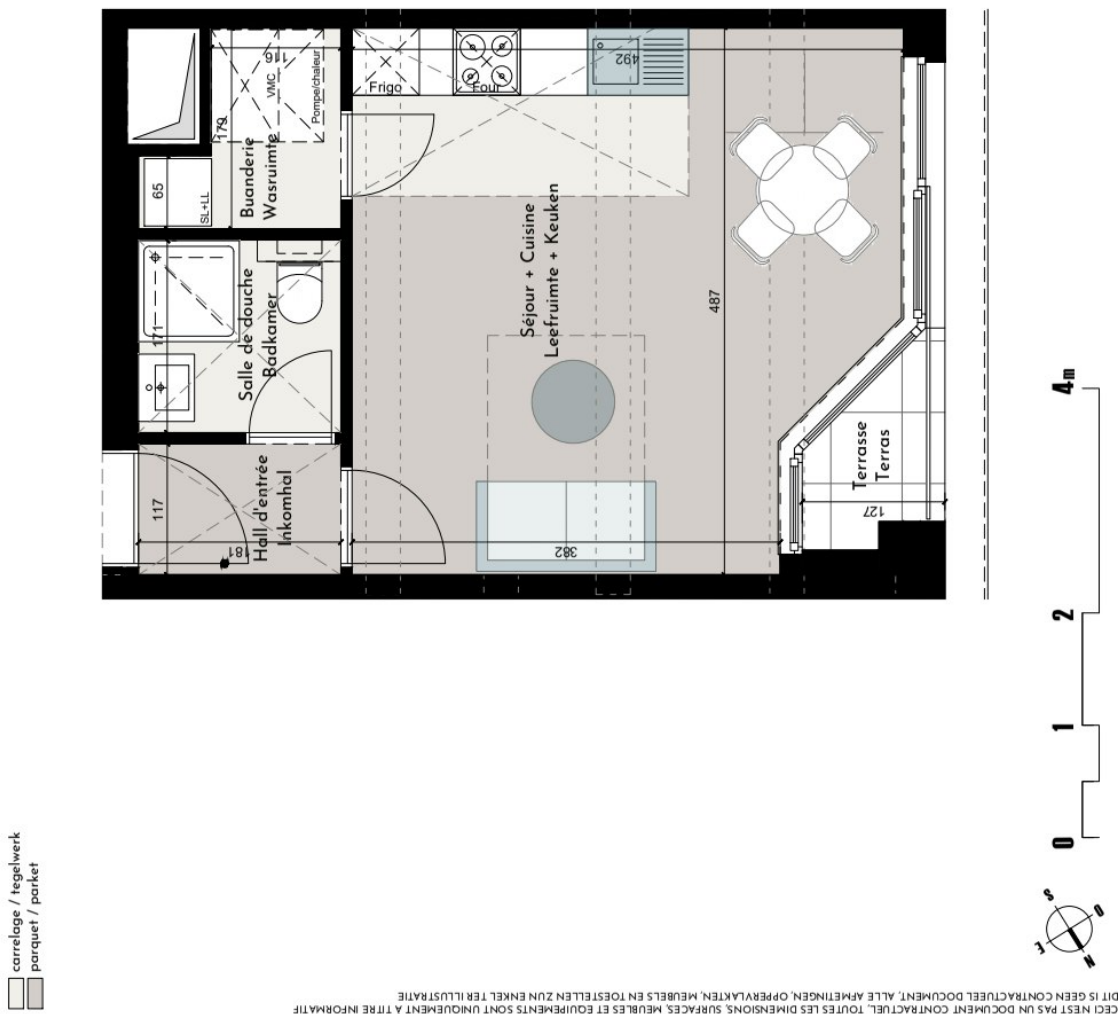 116
VMC
Pompe/chaleur
179
Buanderie
Wasruimte
65
SL+LL
Frigo
Four
492
Séjour + Cuisine
Leefruimte + Keuken
487
171
Salle de douche
Badkamer
117
Hall d'entrée
Inkomhal
181
382
Terrasse
Terras
127
4m
2
1
0
S
O
E
N
carrelage / tegelwerk
parquet / parket
CECI N'EST PAS UN DOCUMENT CONTRACTUEL, TOUTES LES DIMENSIONS, SURFACES, MEUBLES ET EQUIPEMENTS SONT UNIQUEMENT A TITRE INFORMATIF
DIT IS GEEN CONTRACTUEEL DOCUMENT, ALLE AFMETINGEN, OPPERVLAKTEN, MEUBELS EN TOESTELLEN ZIJN ENKEL TER ILLUSTRATIE